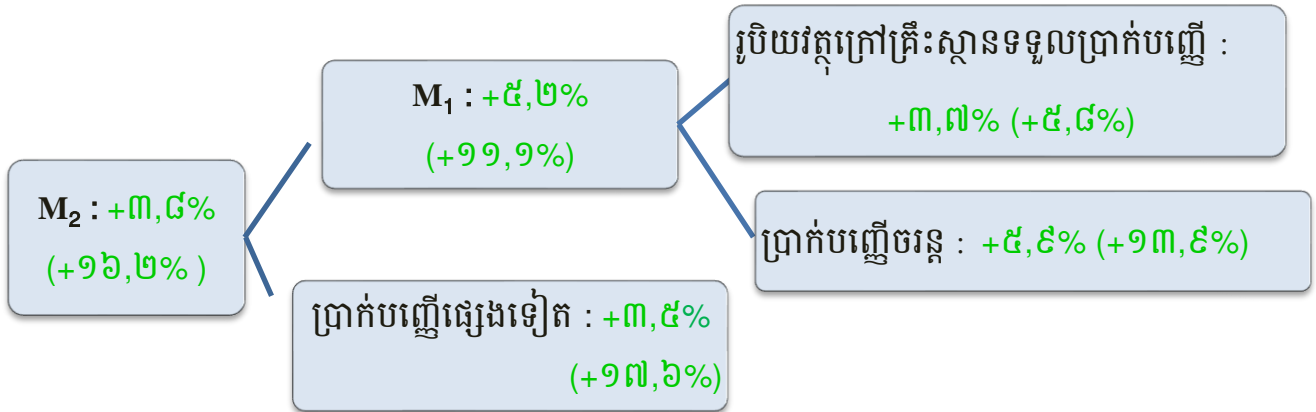 M₂ : +៣,៨%
(+១៦,២% )
M₁ : +៥,២%
(+១១,១%)
ប្រាក់បញ្ញើផ្សេងទៀត : +៣,៥%
(+១៧,៦%)
រូបិយវត្ថុក្រៅគ្រឹះស្ថានទទួលប្រាក់បញ្ញើ :
+៣,៧% (+៥,៨%)
ប្រាក់បញ្ញើចរន្ត : +៥,៩% (+១៣,៩%)